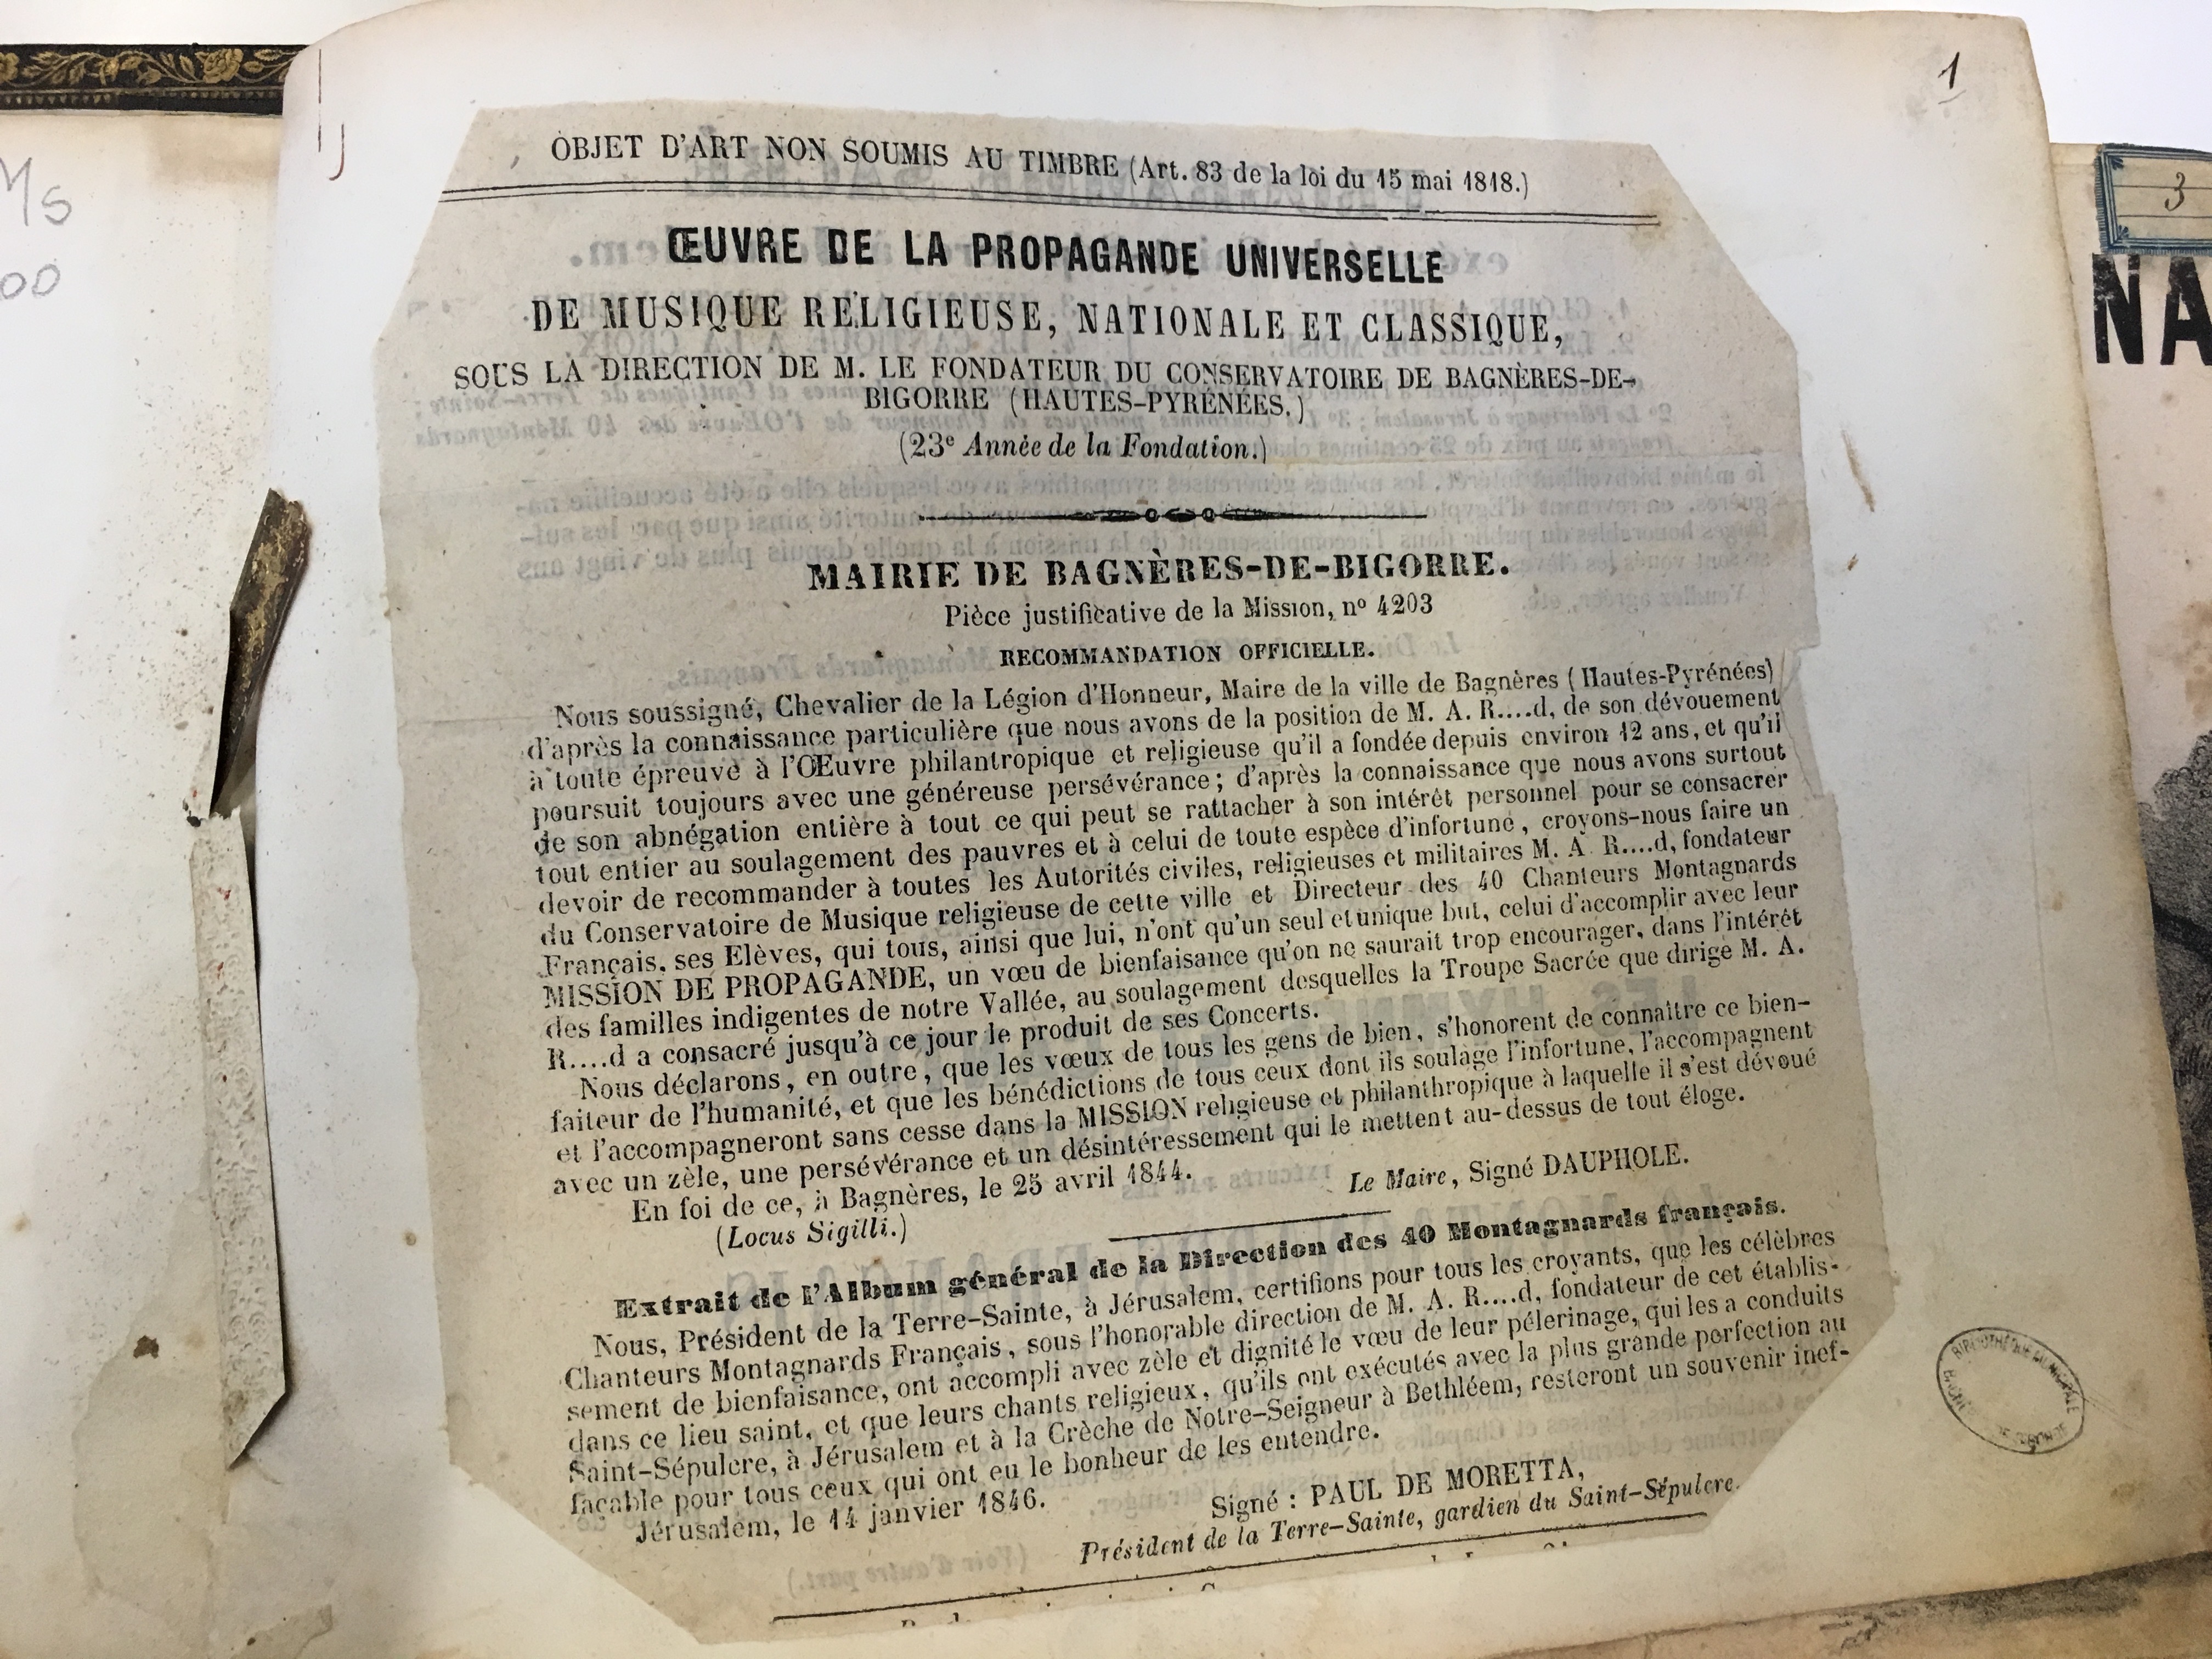 1
OBJET D'ART NON SOUMIS AU TIMBRE (Art. 83 de la loi du 15 mai 1818.)
ŒUVRE DE LA PROPAGANDE UNIVERSELLE
DE MUSIQUE RELIGIEUSE, NATIONALE ET CLASSIQUE,
SOUS LA DIRECTION DE M. LE FONDATEUR DU CONSERVATOIRE DE BAGNÈRES-DE-
BIGORRE (HAUTES-PYRÉNÉES.)
(23e Année de la Fondation.)
MAIRIE DE BAGNÈRES-DE-BIGORRE.
Pièce justificative de la Mission, no 4203
RECOMMANDATION OFFICIELLE.
Nous soussigné, Chevalier de la Légion d'Honneur, Maire de la ville de Bagnères (Hautes-Pyrénées)
d'après la connaissance particulière que nous avons de la position de M. A. R....d, de son dévouement
à toute épreuve à l'Œuvre philantropique et religieuse qu'il a fondée depuis environ 12 ans, et qu'il
poursuit toujours avec une généreuse persévérance; d'après la connaissance que nous avons surtout
de son abnégation entière à tout ce qui peut se rattacher à son intérêt personnel pour se consacrer
tout entier au soulagement des pauvres et à celui de toute espèce d'infortune, croyons-nous faire un
devoir de recommander à toutes les Autorités civiles, religieuses et militaires M. A R....d, fondateur
du Conservatoire de Musique religieuse de cette ville et Directeur des 40 Chanteurs Montagnards
Français, ses Elèves, qui tous, ainsi que lui, n'ont qu'un seul et unique but, celui d'accomplir avec leur
MISSION DE PROPAGANDE, un vœu de bienfaisance qu'on ne saurait trop encourager, dans l'intérêt
des familles indigentes de notre Vallée, au soulagement desquelles la Troupe Sacrée que dirige M. A.
R....d a consacré jusqu'à ce jour le produit de ses Concerts.
Nous déclarons, en outre, que les vœux de tous les gens de bien, s'honorent de connaître ce bien-
faiteur de l'humanité, et que les bénédictions de tous ceux dont ils soulage l'infortune, l'accompagnent
et l'accompagneront sans cesse dans la MISSION religieuse et philanthropique à laquelle il s'est dévoué
avec un zèle, une persévérance et un désintéressement qui le mettent au-dessus de tout éloge.
En foi de ce, à Bagnères, le 25 avril 1844.
Le Maire, Signé DAUPHOLE.
(Locus Sigilli.)
Extrait de l'Album général de la Direction des 40 Montagnards français.
Nous, Président de la Terre-Sainte, à Jérusalem, certifions pour tous les croyants, que les célèbres
Chanteurs Montagnards Français, sous l'honorable direction de M. A. R....d, fondateur de cet établis-
sement de bienfaisance, ont accompli avec zèle et dignité le vœu de leur pélerinage, qui les a conduits
dans ce lieu saint, et que leurs chants religieux, qu'ils ont exécutés avec la plus grande perfection au
Saint-Sépulcre, à Jérusalem et à la Crèche de Notre-Seigneur à Bethléem, resteront un souvenir inef-
façable pour tous ceux qui ont eu le bonheur de les entendre.
Jérusalem, le 14 janvier 1846.
Signé : PAUL DE MORETTA,
Président de la Terre-Sainte, gardien du Saint-Sépulcre.
Ms
00
3
NA